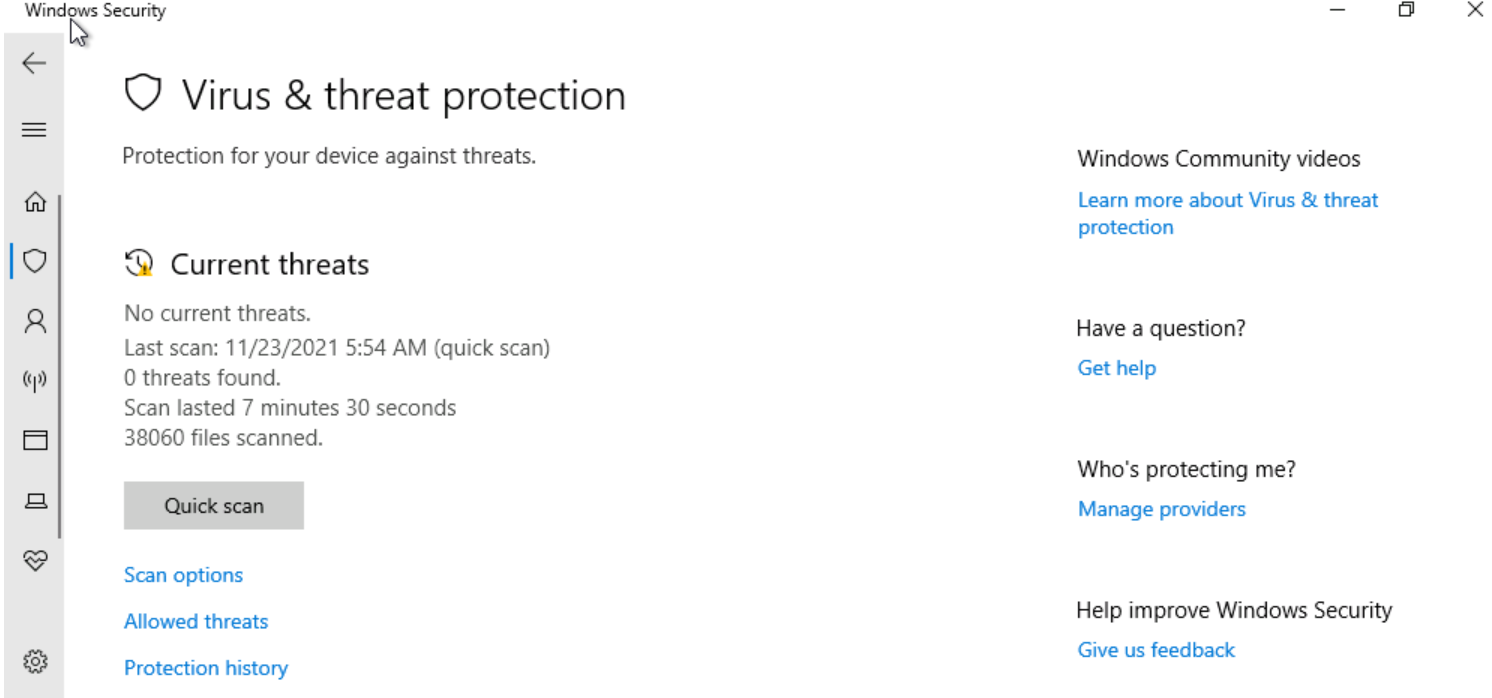 Windows Security
Virus & threat protection
Protection for your device against threats.
Current threats
No current threats.
Last scan: 11/23/2021 5:54 AM (quick scan)
0 threats found.
Scan lasted 7 minutes 30 seconds
38060 files scanned.
Quick scan
Scan options
Allowed threats
Protection history
Windows Community videos
Learn more about Virus & threat
protection
Have a question?
Get help
Who's protecting me?
Manage providers
Help improve Windows Security
Give us feedback